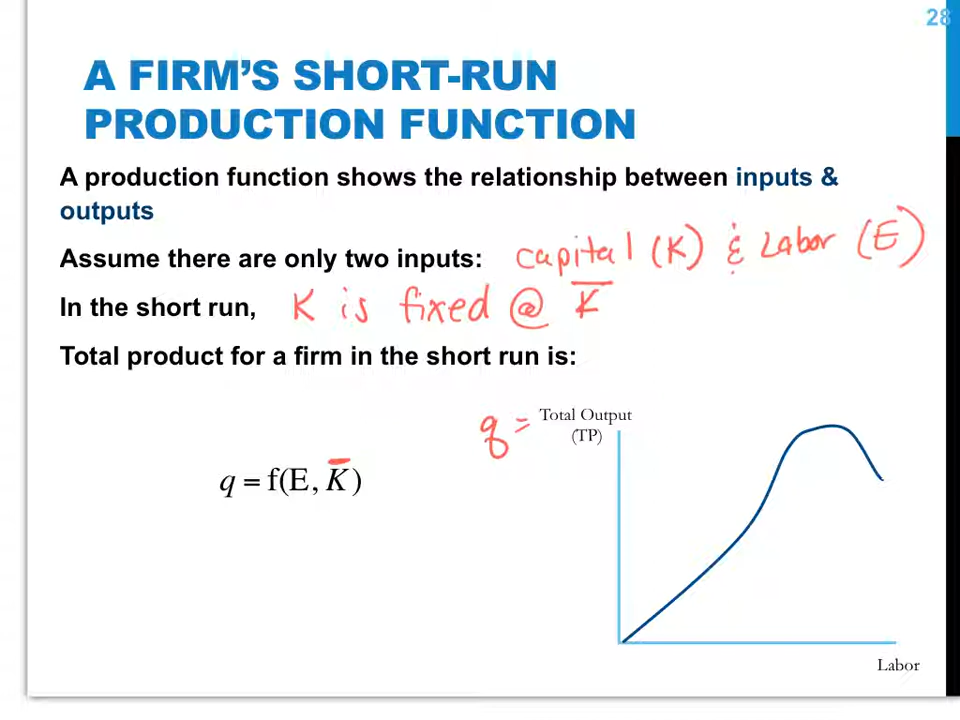 28
A FIRM'S SHORT-RUN
PRODUCTION FUNCTION
A production function shows the relationship between inputs &
outputs
Assume there are only two inputs: capital (K) & Labor (E)
In the short run, K is fixed @ K̅
Total product for a firm in the short run is:
q = Total Output
(TP)
q = f(E, K̅)
Labor